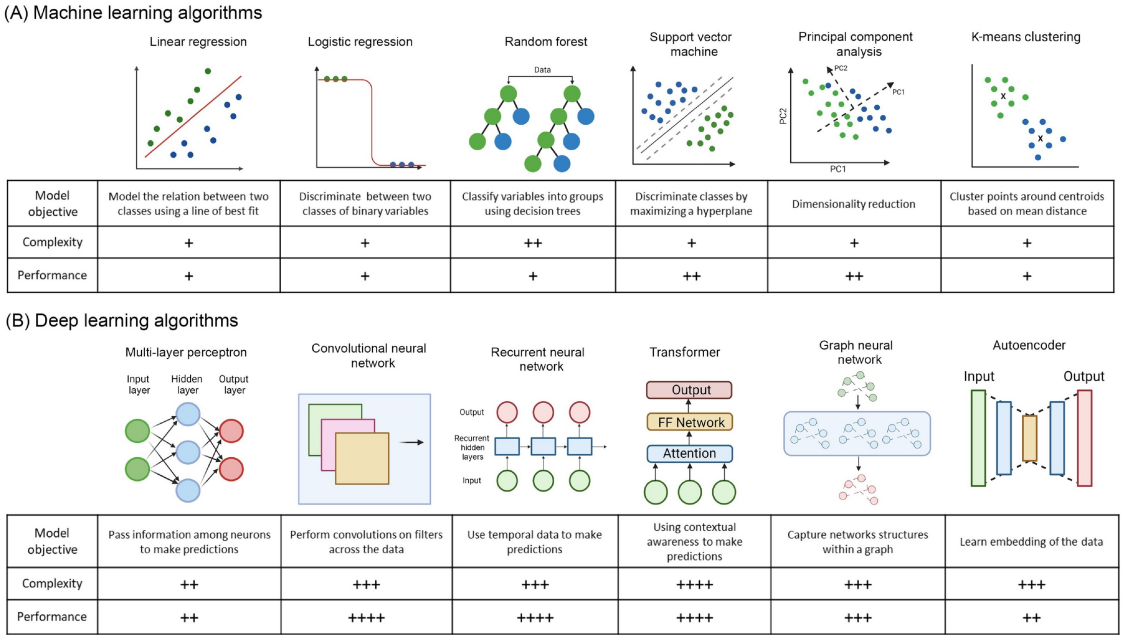 (A) Machine learning algorithms
Linear regression
Logistic regression
Random forest
Support vector
machine
Principal component
analysis
K-means clustering
Data
PC2
PC1
PC2
PC1
X
X
Model
objective
Model the relation between two
classes using a line of best fit
Discriminate between two
classes of binary variables
Classify variables into groups
using decision trees
Discriminate classes by
maximizing a hyperplane
Dimensionality reduction
Cluster points around centroids
based on mean distance
Complexity + + ++ + + +
Performance + + + ++ ++ +
(B) Deep learning algorithms
Multi-layer perceptron
Convolutional neural
network
Recurrent neural
network
Transformer
Graph neural
network
Autoencoder
Input
layer
Hidden
layer
Output
layer
Output
Recurrent
hidden
layers
Input
Output
FF Network
Attention
Input
Output
Model
objective
Pass information among neurons
to make predictions
Perform convolutions on filters
across the data
Use temporal data to make
predictions
Using contextual
awareness to make
predictions
Capture networks structures
within a graph
Learn embedding of the data
Complexity ++ +++ +++ ++++ +++ +++
Performance ++ ++++ ++++ ++++ +++ ++